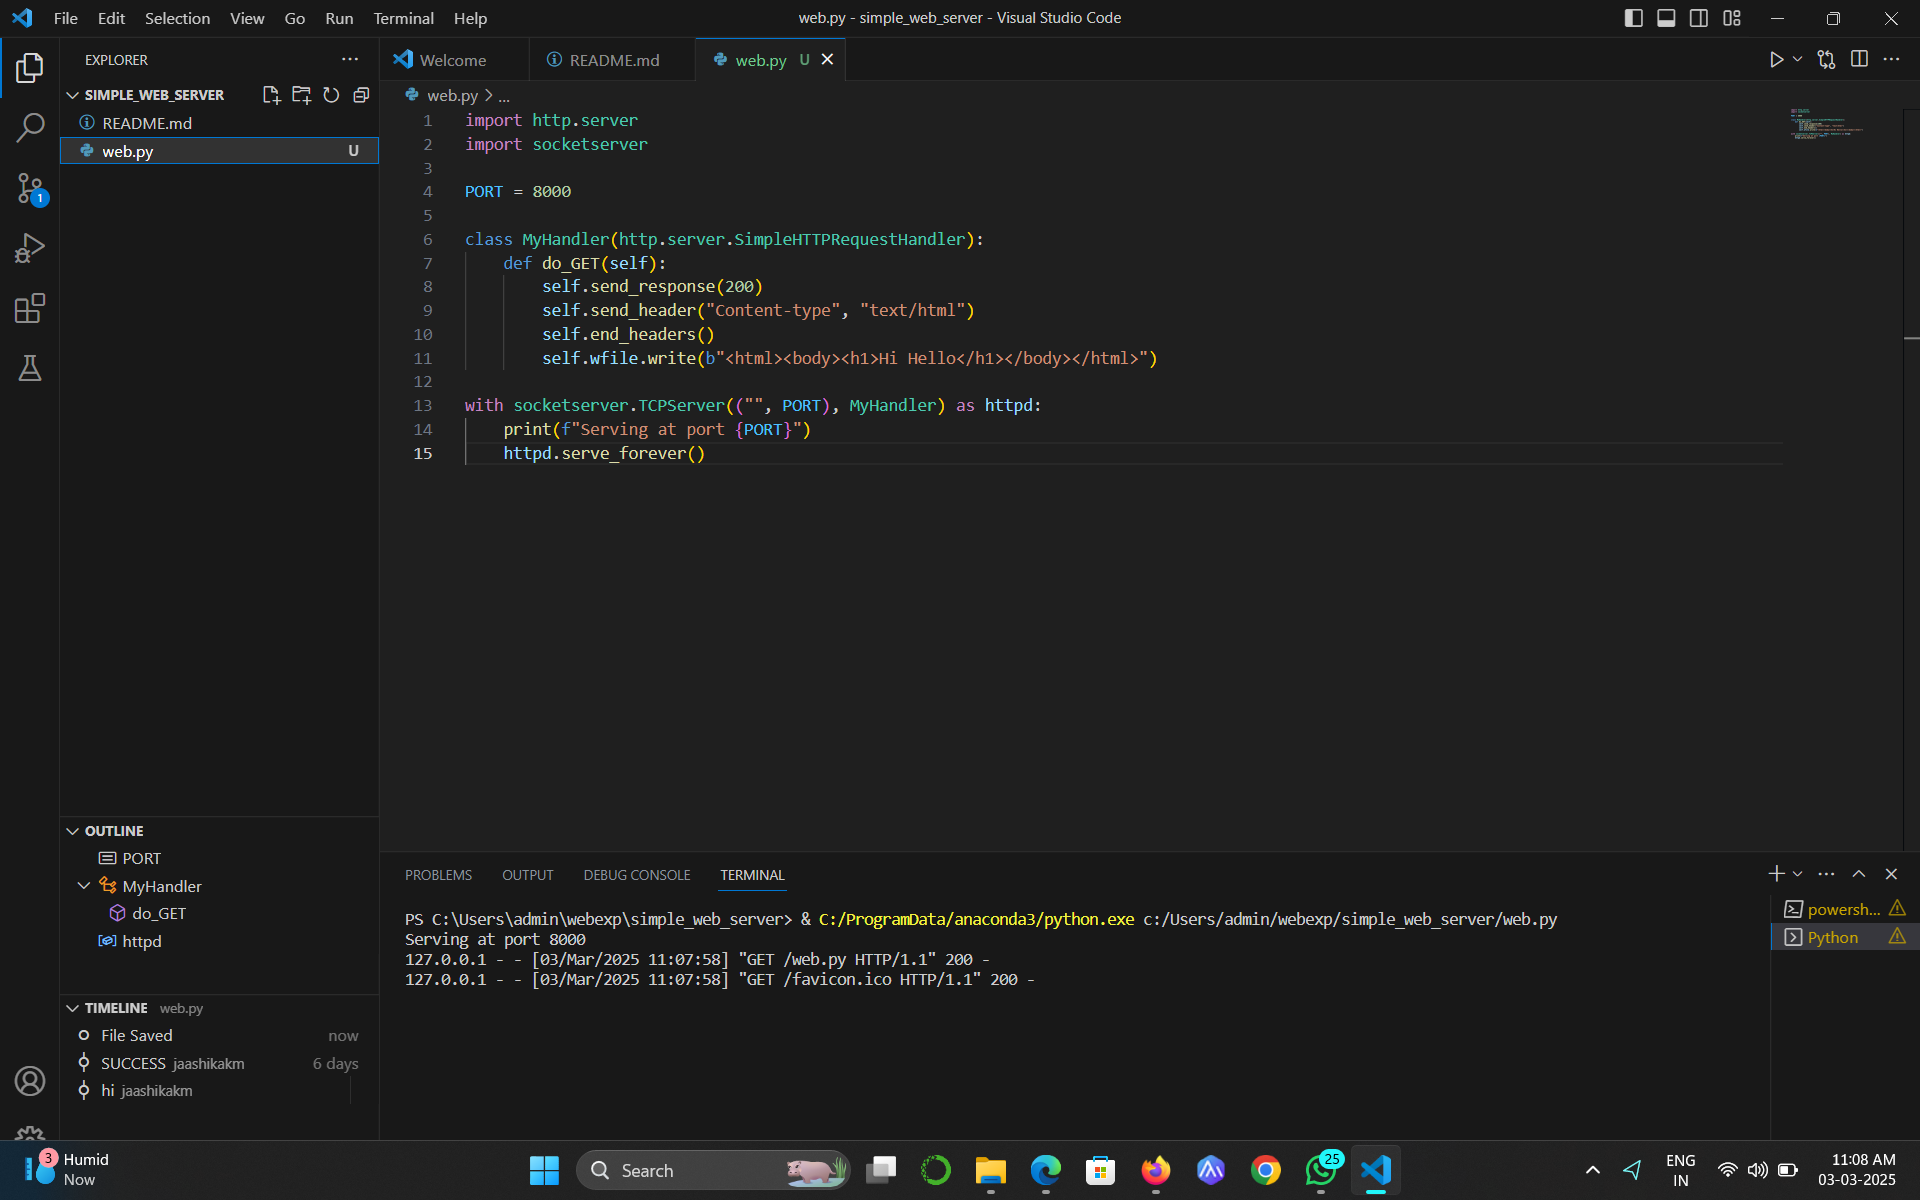 File Edit Selection View Go Run Terminal Help
web.py - simple_web_server - Visual Studio Code
EXPLORER
SIMPLE_WEB_SERVER
README.md
web.py U
1
Welcome
README.md
web.py U
web.py > ...
1 import http.server
2 import socketserver
3
4 PORT = 8000
5
6 class MyHandler(http.server.SimpleHTTPRequestHandler):
7 def do_GET(self):
8 self.send_response(200)
9 self.send_header("Content-type", "text/html")
10 self.end_headers()
11 self.wfile.write(b"<html><body><h1>Hi Hello</h1></body></html>")
12
13 with socketserver.TCPServer(("", PORT), MyHandler) as httpd:
14 print(f"Serving at port {PORT}")
15 httpd.serve_forever()
OUTLINE
PORT
MyHandler
do_GET
httpd
TIMELINE web.py
File Saved now
SUCCESS jaashikakm 6 days
hi jaashikakm
PROBLEMS OUTPUT DEBUG CONSOLE TERMINAL
PS C:\Users\admin\webexp\simple_web_server> & C:/ProgramData/anaconda3/python.exe c:/Users/admin/webexp/simple_web_server/web.py
Serving at port 8000
127.0.0.1 - - [03/Mar/2025 11:07:58] "GET /web.py HTTP/1.1" 200 -
127.0.0.1 - - [03/Mar/2025 11:07:58] "GET /favicon.ico HTTP/1.1" 200 -
powersh...
Python
3
Humid
Now
Search
25
ENG
IN
11:08 AM
03-03-2025